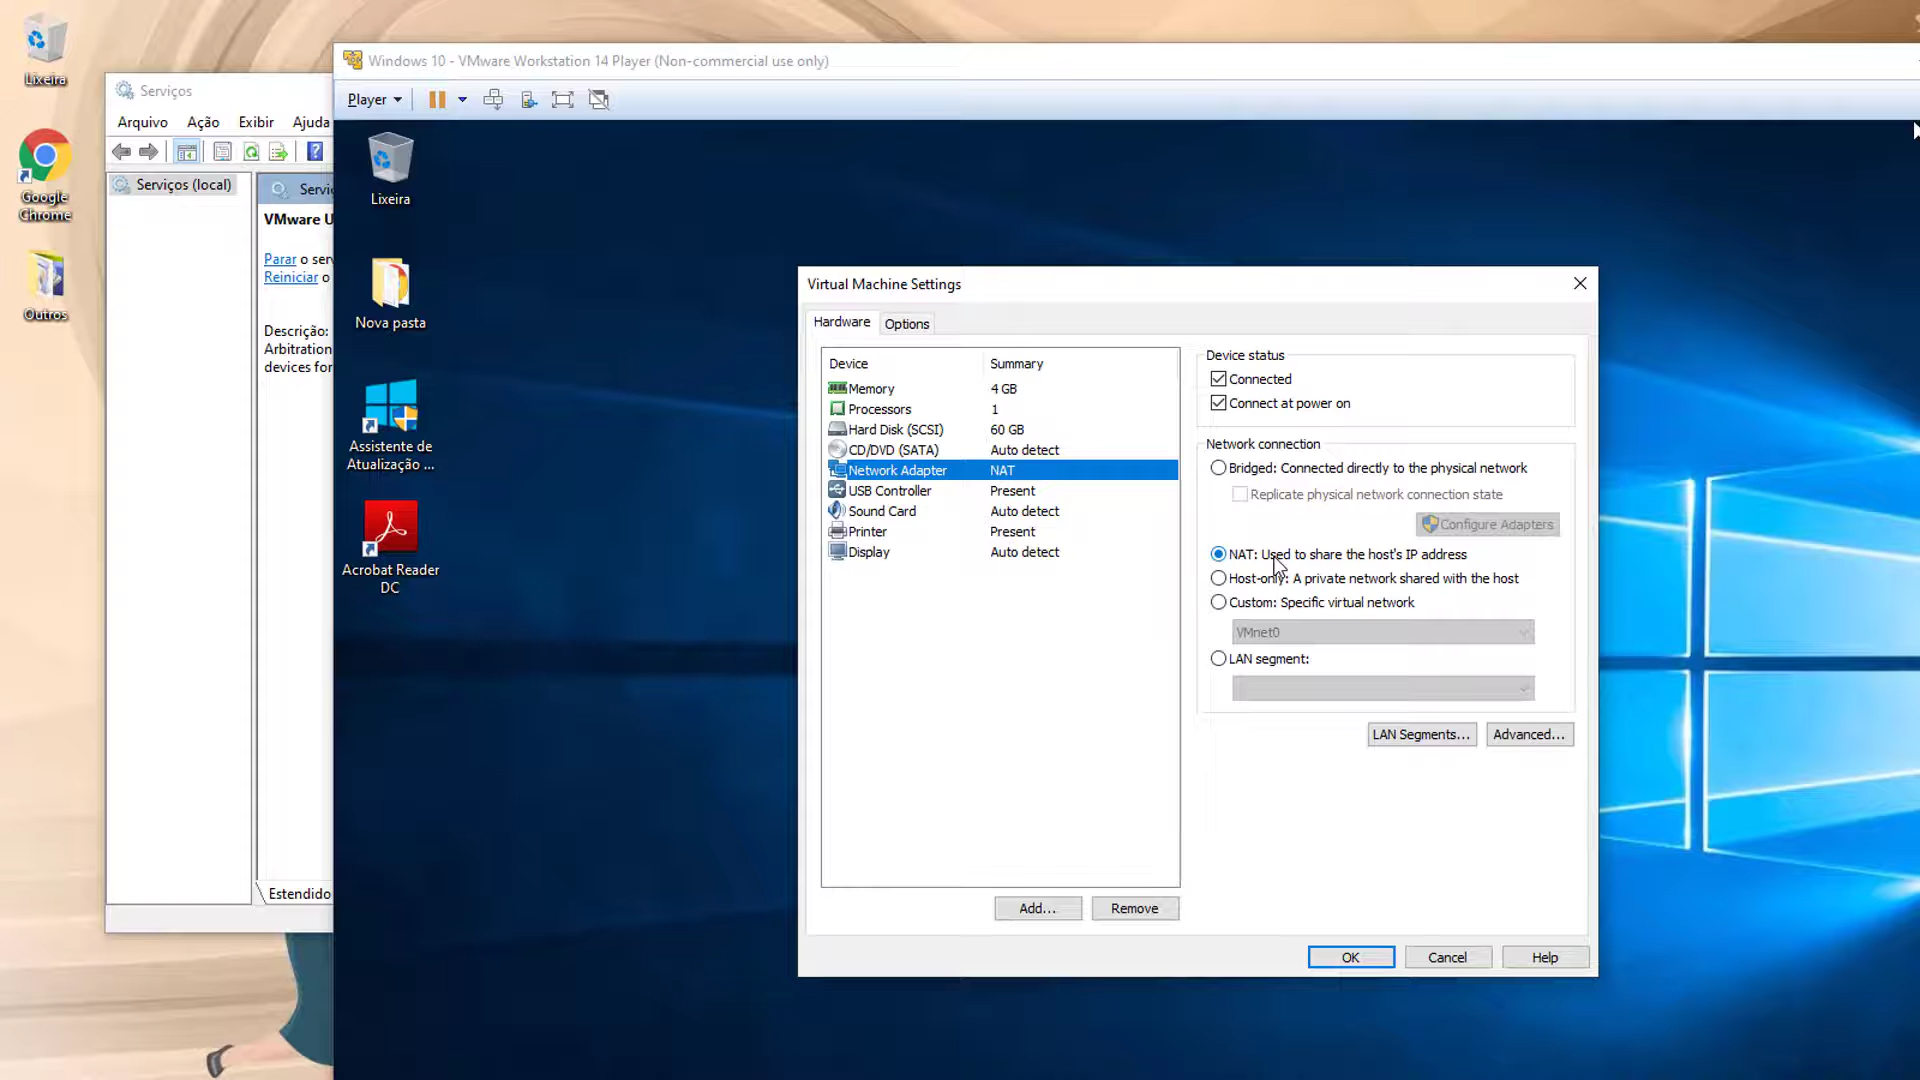 Lixeira
Google
Chrome
Outros
Serviços
Arquivo Ação Exibir Ajuda
Serviços (local)
VMware U
Parar o serv
Reiniciar o
Descrição:
Arbitration
devices for
Estendido
Windows 10 - VMware Workstation 14 Player (Non-commercial use only)
Player
Lixeira
Nova pasta
Assistente de
Atualização ...
Acrobat Reader
DC
Virtual Machine Settings
Hardware Options
Device Summary
Memory 4 GB
Processors 1
Hard Disk (SCSI) 60 GB
CD/DVD (SATA) Auto detect
Network Adapter NAT
USB Controller Present
Sound Card Auto detect
Printer Present
Display Auto detect
Add...
Remove
Device status
Connected
Connect at power on
Network connection
Bridged: Connected directly to the physical network
Replicate physical network connection state
Configure Adapters
NAT: Used to share the host's IP address
Host-only: A private network shared with the host
Custom: Specific virtual network
VMnet0
LAN segment:
LAN Segments...
Advanced...
OK
Cancel
Help